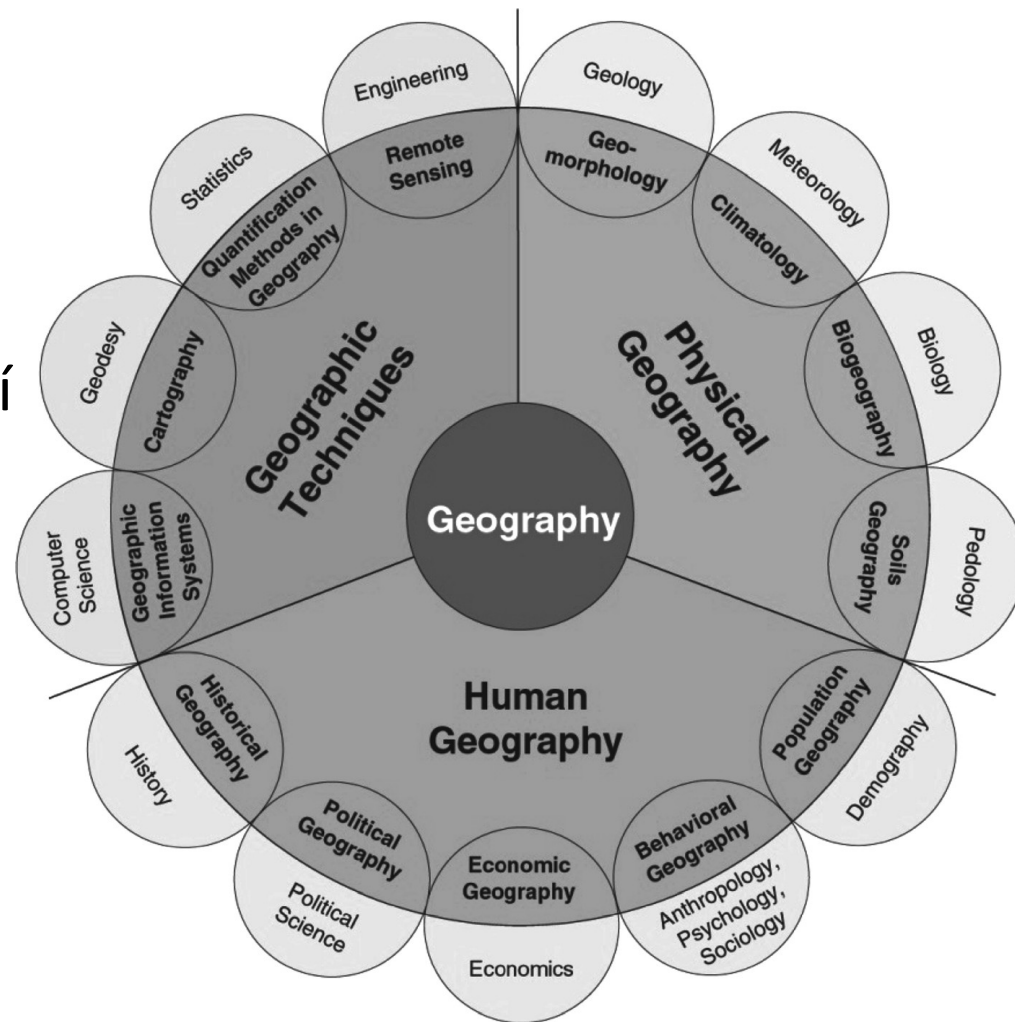 Engineering
Geology
Remote
Sensing
Geo-
morphology
Statistics
Quantification
Methods in
Geography
Meteorology
Climatology
Geodesy
Cartography
Biology
Biogeography
í
Geographic
Techniques
Physical
Geography
Geography
Computer
Science
Geographic
Information
Systems
Pedology
Soils
Geography
Human
Geography
History
Historical
Geography
Population
Geography
Demography
Political
Geography
Political
Science
Economic
Geography
Economics
Behavioral
Geography
Anthropology,
Psychology,
Sociology